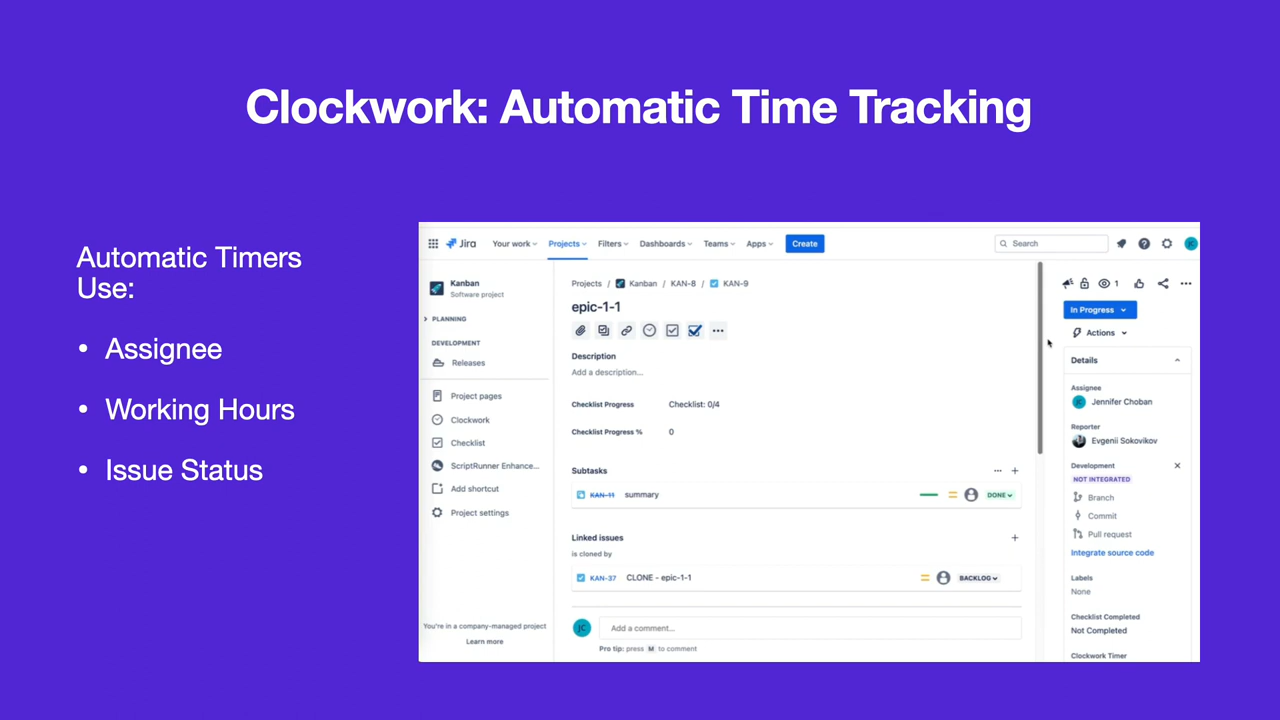 Clockwork: Automatic Time Tracking
Automatic Timers
Use:
• Assignee
• Working Hours
• Issue Status
Jira Your work Projects Filters Dashboards Teams Apps Create Search
Kanban
Software project
PLANNING
DEVELOPMENT
Releases
Project pages
Clockwork
Checklist
ScriptRunner Enhance...
Add shortcut
Project settings
You're in a company-managed project
Learn more
Projects / Kanban / KAN-8 / KAN-9
epic-1-1
Description
Add a description...
Checklist Progress Checklist: 0/4
Checklist Progress % 0
Subtasks
KAN-11 summary DONE
Linked issues
is cloned by
KAN-37 CLONE - epic-1-1 BACKLOG
JC Add a comment...
Pro tip: press M to comment
1
In Progress
Actions
Details
Assignee
JC Jennifer Choban
Reporter
Evgenii Sokovikov
Development
NOT INTEGRATED
Branch
Commit
Pull request
Integrate source code
Labels
None
Checklist Completed
Not Completed
Clockwork Timer